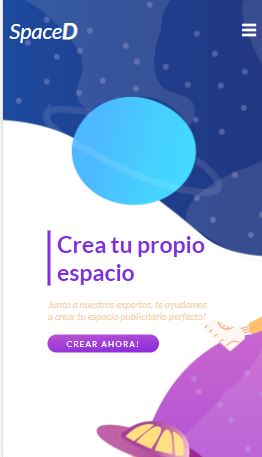 SpaceD
Crea tu propio
espacio
Junto a nuestros expertos, te ayudamos
a crear tu espacio publicitario perfecto!
CREAR AHORA!